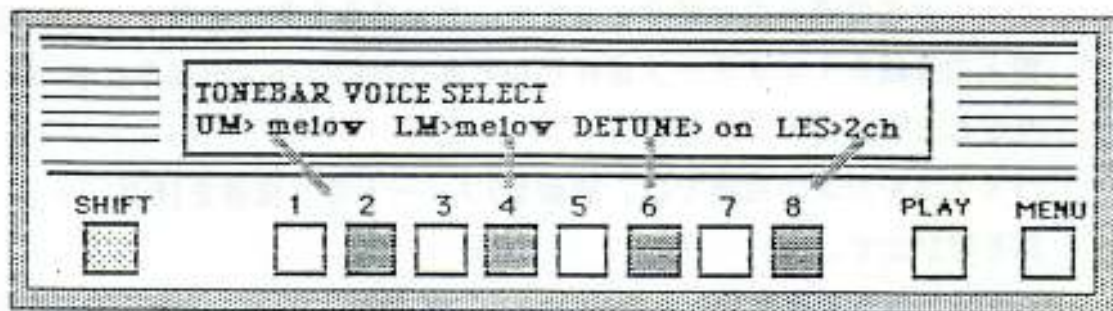 TONEBAR VOICE SELECT
UM> melow LM>melow DETUNE> on LES>2ch
SHIFT 1 2 3 4 5 6 7 8 PLAY MENU